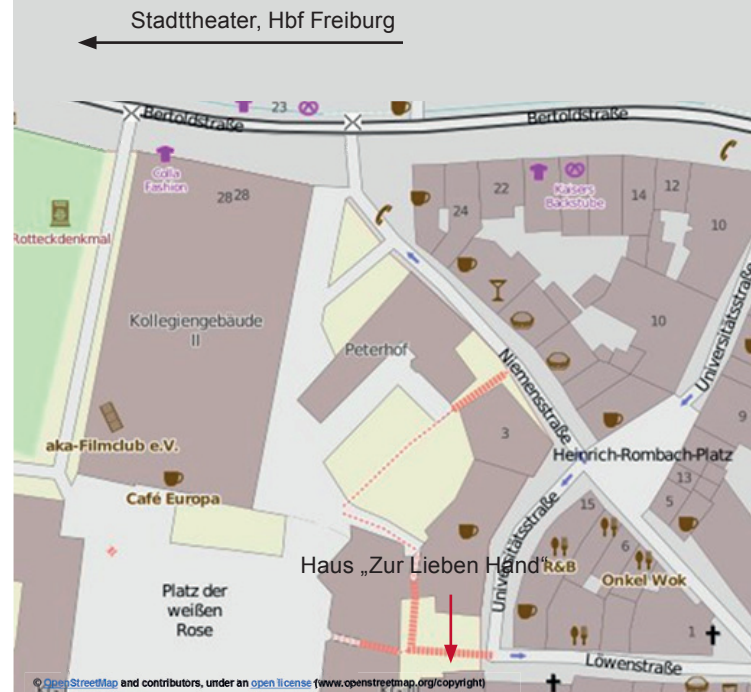 Stadttheater, Hbf Freiburg
23
Bertoldstraße
Bertoldstraße
Colla
Fashion
2828
22
Kaisers
Backstube
14
12
10
24
Rotteckdenkmal
Kollegiengebäude
II
Peterhof
10
Niemensstraße
Universitätsstraße
9
aka-Filmclub e.V.
3
Heinrich-Rombach-Platz
13
5
Café Europa
15
Universitätsstraße
6
Haus „Zur Lieben Hand“
R&B
Onkel Wok
Platz der
weißen
Rose
1
Löwenstraße
© OpenStreetMap and contributors, under an open license (www.openstreetmap.org/copyright)